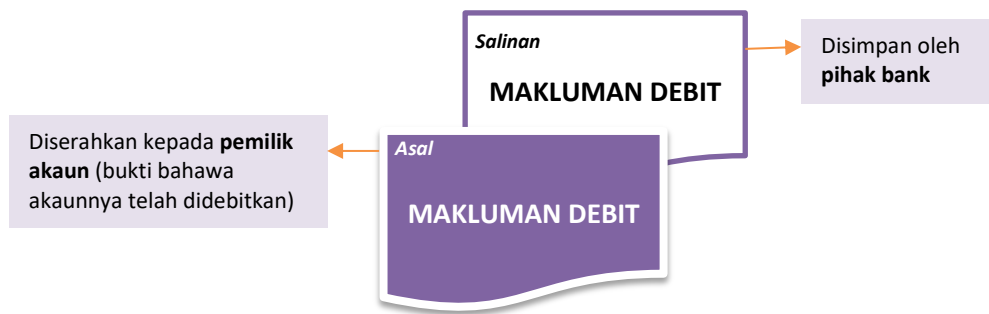 Salinan
MAKLUMAN DEBIT
Disimpan oleh
pihak bank
Diserahkan kepada pemilik
akaun (bukti bahawa
akaunnya telah didebitkan)
Asal
MAKLUMAN DEBIT